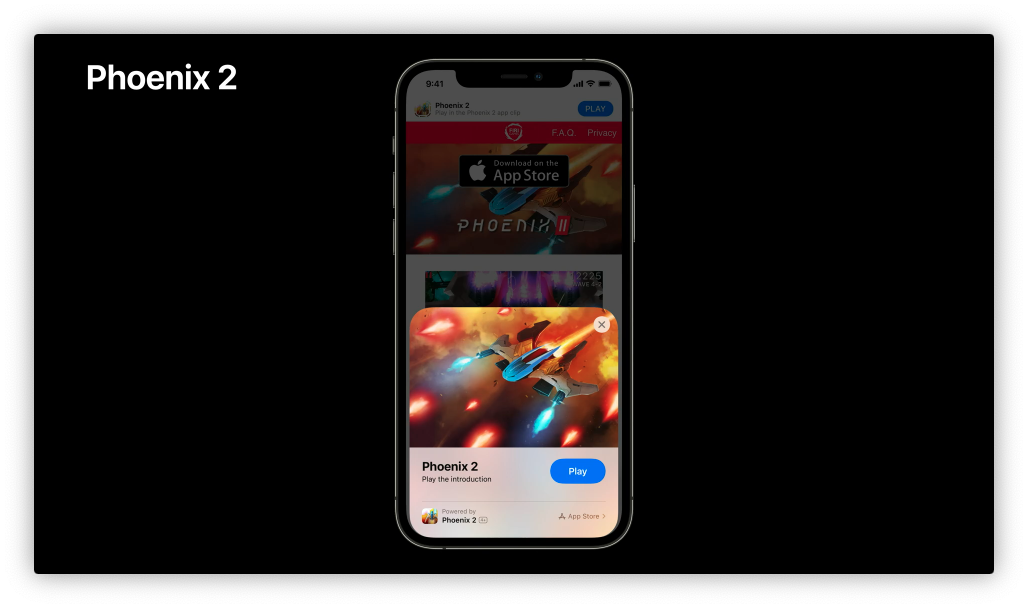 Phoenix 2
9:41
Phoenix 2
Play in the Phoenix 2 app clip
PLAY
F.A.Q. Privacy
Download on the
App Store
PHOENIX II
2225
WAVE 4-2
Phoenix 2
Play the introduction
Play
Powered by
Phoenix 2
App Store